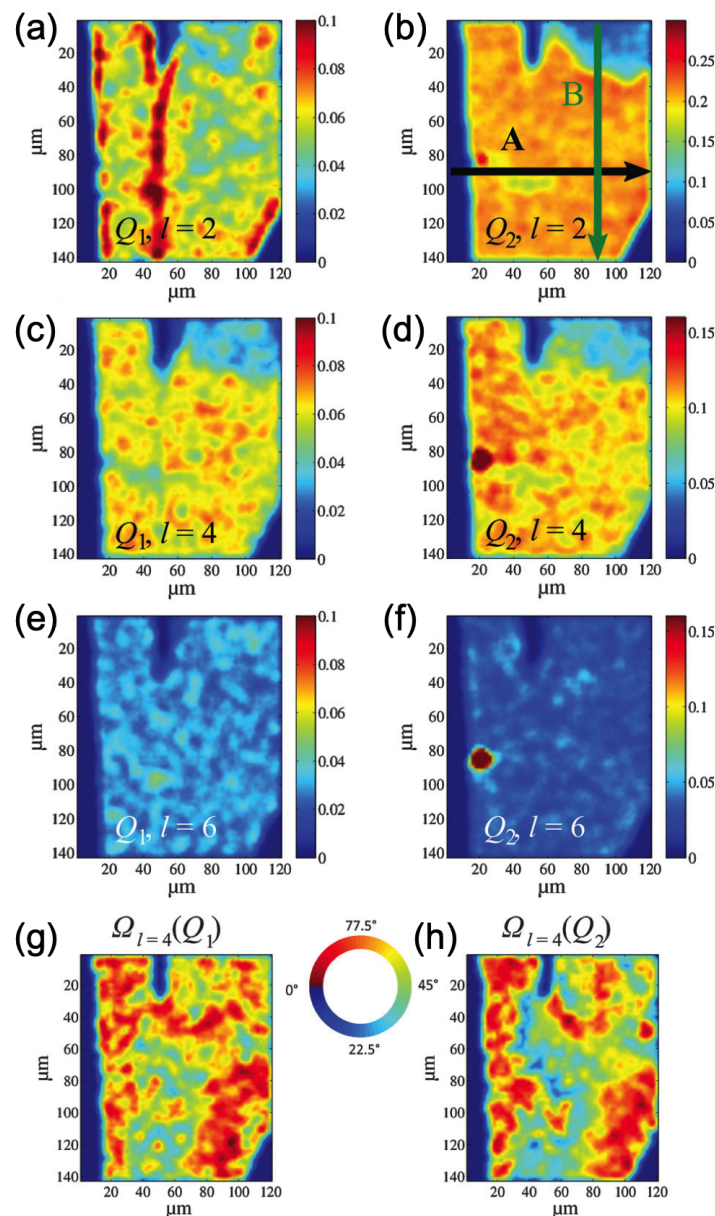 (a)
0.1
0.08
0.06
0.04
0.02
0
20
40
60
80
100
120
140
µm
20 40 60 80 100 120
µm
Q1, l = 2
(b)
0.25
0.2
0.15
0.1
0.05
0
20
40
60
80
100
120
140
µm
20 40 60 80 100 120
µm
A
B
Q2, l = 2
(c)
0.1
0.08
0.06
0.04
0.02
0
20
40
60
80
100
120
140
µm
20 40 60 80 100 120
µm
Q1, l = 4
(d)
0.15
0.1
0.05
0
20
40
60
80
100
120
140
µm
20 40 60 80 100 120
µm
Q2, l = 4
(e)
0.1
0.08
0.06
0.04
0.02
0
20
40
60
80
100
120
140
µm
20 40 60 80 100 120
µm
Q1, l = 6
(f)
0.15
0.1
0.05
0
20
40
60
80
100
120
140
µm
20 40 60 80 100 120
µm
Q2, l = 6
(g)
Ωl = 4(Q1)
20
40
60
80
100
120
140
µm
20 40 60 80 100 120
µm
77.5°
0°
45°
22.5°
(h)
Ωl = 4(Q2)
20
40
60
80
100
120
140
µm
20 40 60 80 100 120
µm